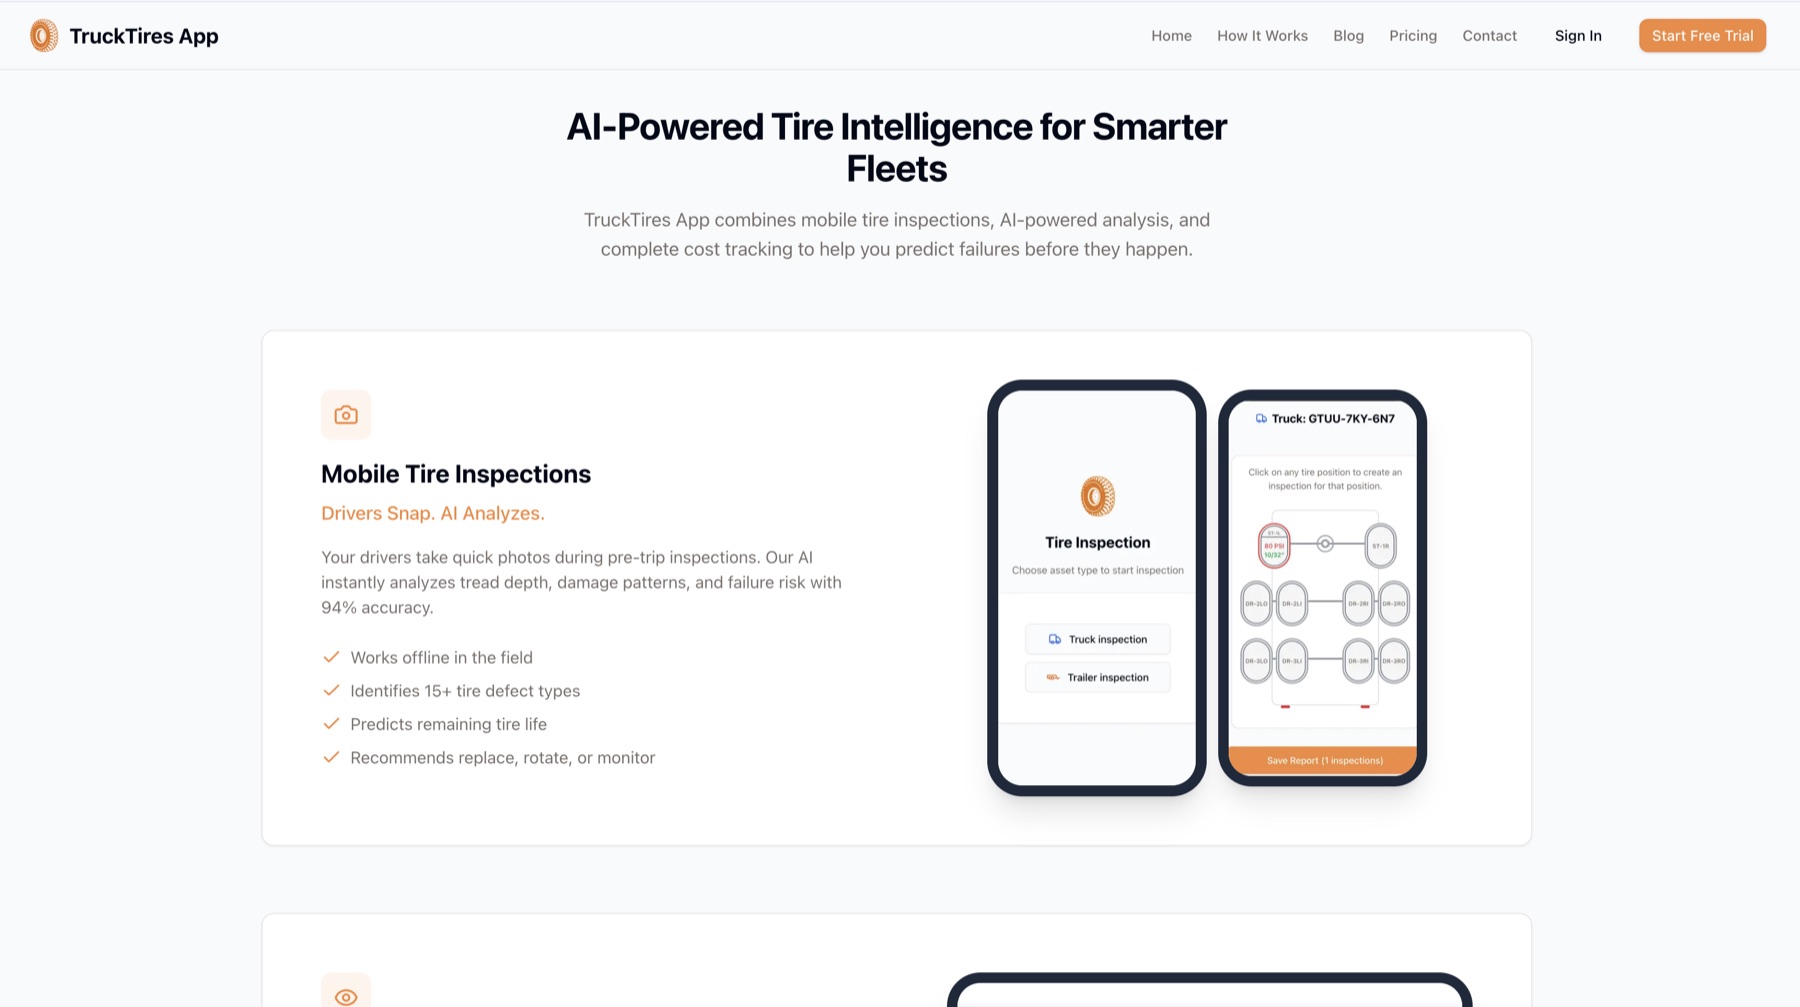 TruckTires App
Home
How It Works
Blog
Pricing
Contact
Sign In
Start Free Trial
AI-Powered Tire Intelligence for Smarter
Fleets
TruckTires App combines mobile tire inspections, AI-powered analysis, and
complete cost tracking to help you predict failures before they happen.
Mobile Tire Inspections
Drivers Snap. AI Analyzes.
Your drivers take quick photos during pre-trip inspections. Our AI
instantly analyzes tread depth, damage patterns, and failure risk with
94% accuracy.
Works offline in the field
Identifies 15+ tire defect types
Predicts remaining tire life
Recommends replace, rotate, or monitor
Tire Inspection
Choose asset type to start inspection
Truck inspection
Trailer inspection
Truck: GTUU-7KY-6N7
Click on any tire position to create an
inspection for that position.
80 PSI
10/32"
ST-1R
DR-2LO
DR-2LI
DR-2RI
DR-2RO
DR-3LO
DR-3LI
DR-3RI
DR-3RO
Save Report (1 inspections)